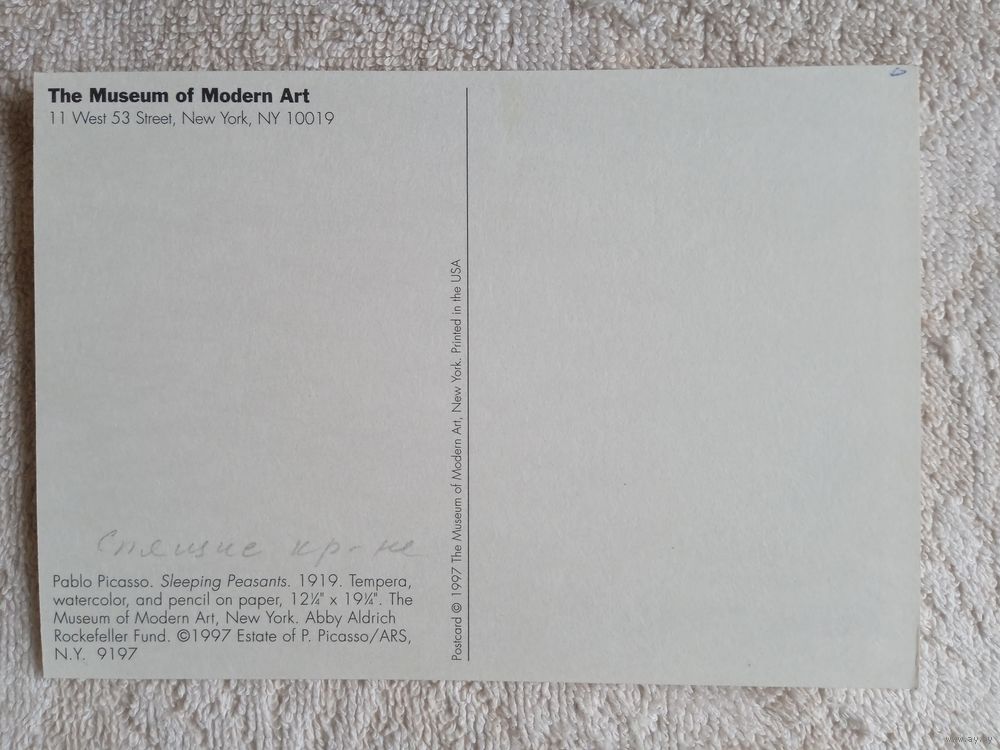 The Museum of Modern Art
11 West 53 Street, New York, NY 10019
Спящие кр-не
Pablo Picasso. Sleeping Peasants. 1919. Tempera,
watercolor, and pencil on paper, 12¼" x 19¼". The
Museum of Modern Art, New York. Abby Aldrich
Rockefeller Fund. ©1997 Estate of P. Picasso/ARS,
N.Y. 9197
Postcard © 1997 The Museum of Modern Art, New York. Printed in the USA
www.ay.by